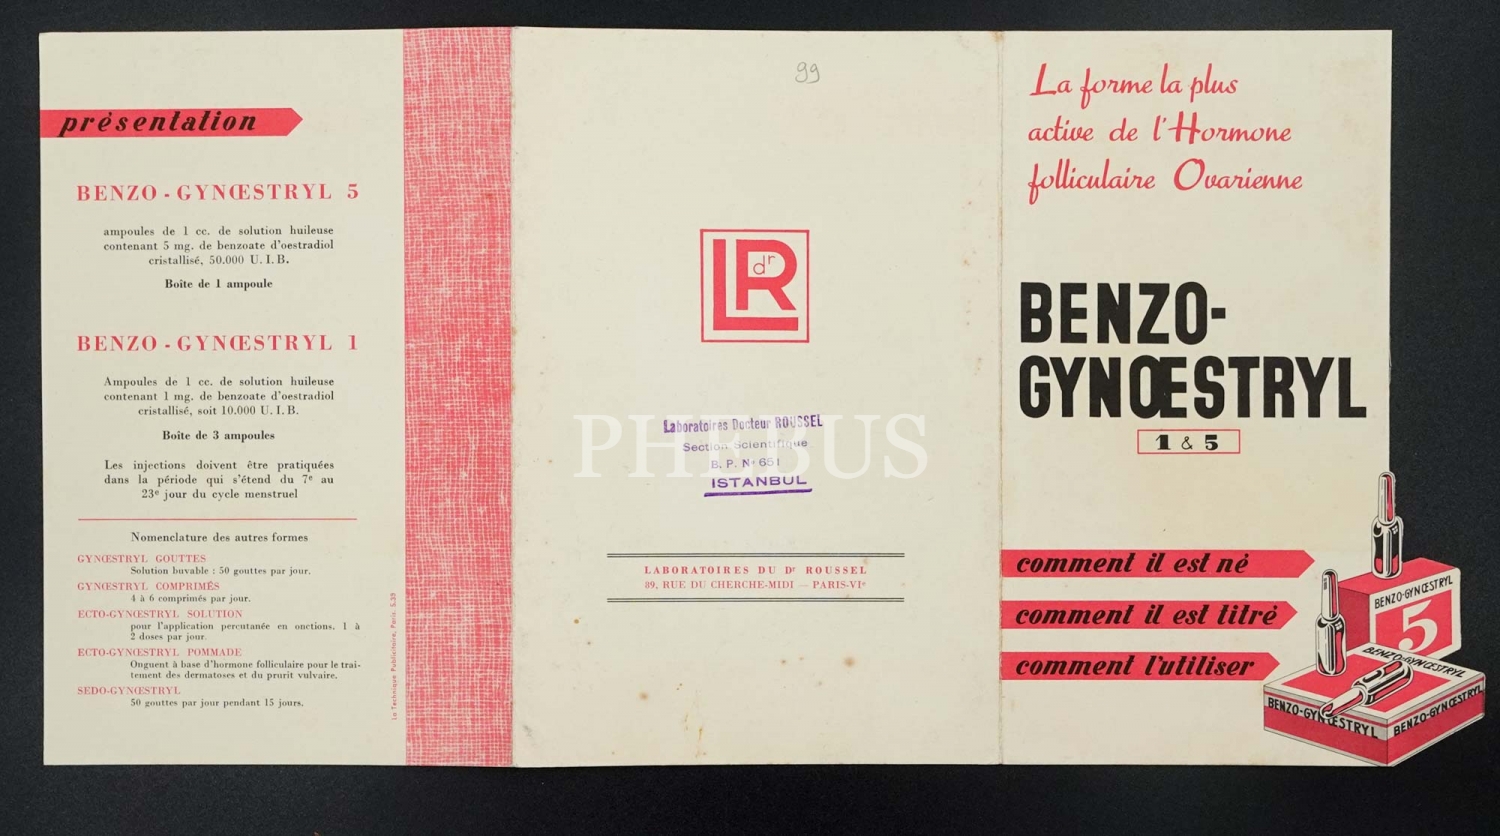 présentation
BENZO - GYNŒSTRYL 5
ampoules de 1 cc. de solution huileuse
contenant 5 mg. de benzoate d'oestradiol
cristallisé, 50.000 U. I. B.
Boîte de 1 ampoule
BENZO - GYNŒSTRYL 1
Ampoules de 1 cc. de solution huileuse
contenant 1 mg. de benzoate d'oestradiol
cristallisé, soit 10.000 U. I. B.
Boîte de 3 ampoules
Les injections doivent être pratiquées
dans la période qui s'étend du 7e au
23e jour du cycle menstruel
Nomenclature des autres formes
GYNŒSTRYL GOUTTES
Solution buvable : 50 gouttes par jour.
GYNŒSTRYL COMPRIMÉS
4 à 6 comprimés par jour.
ECTO-GYNŒSTRYL SOLUTION
pour l'application percutanée en onctions. 1 à
2 doses par jour.
ECTO-GYNŒSTRYL POMMADE
Onguent à base d'hormone folliculaire pour le trai-
tement des dermatoses et du prurit vulvaire.
SEDO-GYNŒSTRYL
50 gouttes par jour pendant 15 jours.
La Technique Publicitaire, Paris. 5.39
99
LdrR
Laboratoires Docteur ROUSSEL
Section Scientifique
B. P. No 651
ISTANBUL
PHEBUS
LABORATOIRES DU Dr ROUSSEL
89, RUE DU CHERCHE-MIDI — PARIS-VIe
La forme la plus
active de l'Hormone
folliculaire Ovarienne
BENZO-
GYNŒSTRYL
1 & 5
comment il est né
comment il est titré
comment l'utiliser
BENZO-GYNŒSTRYL
5
BENZO-GYNŒSTRYL
BENZO-GYNŒSTRYL
BENZO-GYNŒSTRYL